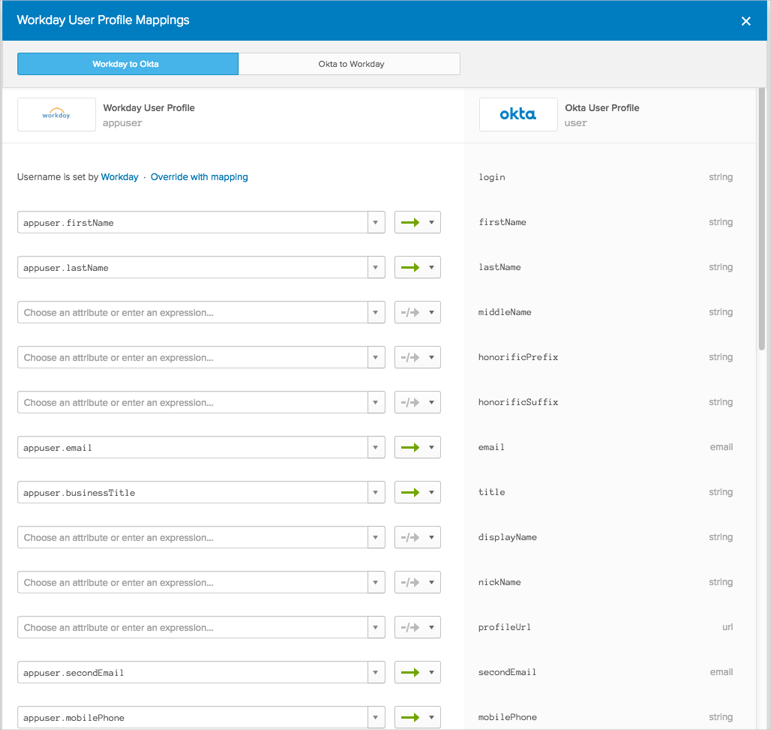 Workday User Profile Mappings
×
Workday to Okta
Okta to Workday
workday
Workday User Profile
appuser
okta
Okta User Profile
user
Username is set by Workday · Override with mapping
login string
appuser.firstName
firstName string
appuser.lastName
lastName string
Choose an attribute or enter an expression...
middleName string
Choose an attribute or enter an expression...
honorificPrefix string
Choose an attribute or enter an expression...
honorificSuffix string
appuser.email
email email
appuser.businessTitle
title string
Choose an attribute or enter an expression...
displayName string
Choose an attribute or enter an expression...
nickName string
Choose an attribute or enter an expression...
profileUrl url
appuser.secondEmail
secondEmail email
appuser.mobilePhone
mobilePhone string